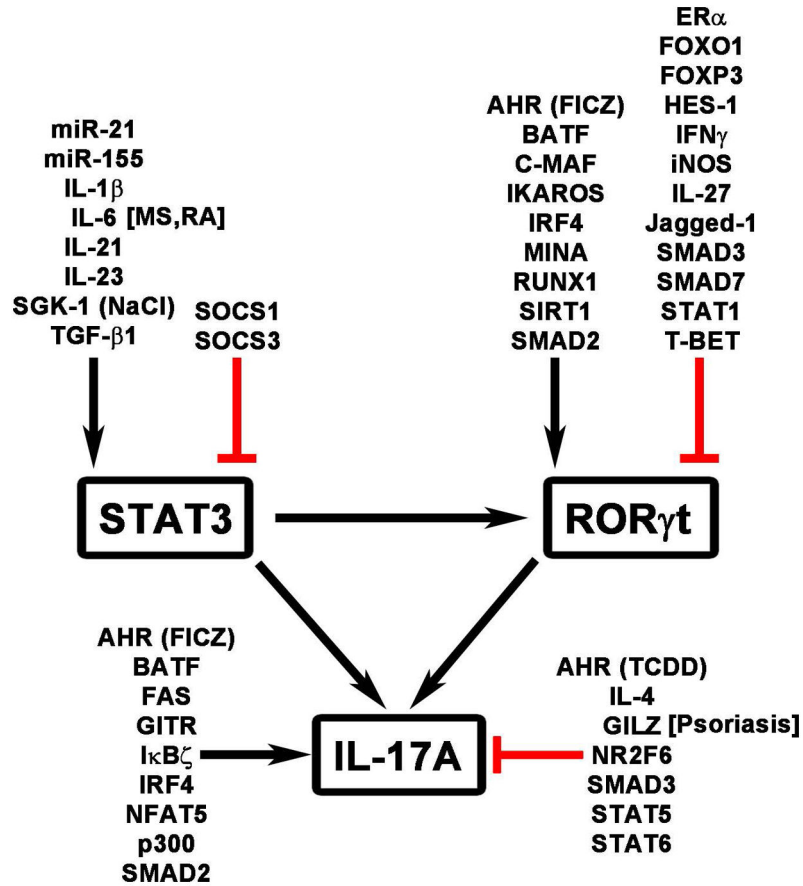 miR-21
miR-155
IL-1β
IL-6 [MS,RA]
IL-21
IL-23
SGK-1 (NaCl)
TGF-β1
SOCS1
SOCS3
AHR (FICZ)
BATF
C-MAF
IKAROS
IRF4
MINA
RUNX1
SIRT1
SMAD2
ERα
FOXO1
FOXP3
HES-1
IFNγ
iNOS
IL-27
Jagged-1
SMAD3
SMAD7
STAT1
T-BET
STAT3
RORγt
AHR (FICZ)
BATF
FAS
GITR
IκBζ
IRF4
NFAT5
p300
SMAD2
IL-17A
AHR (TCDD)
IL-4
GILZ [Psoriasis]
NR2F6
SMAD3
STAT5
STAT6